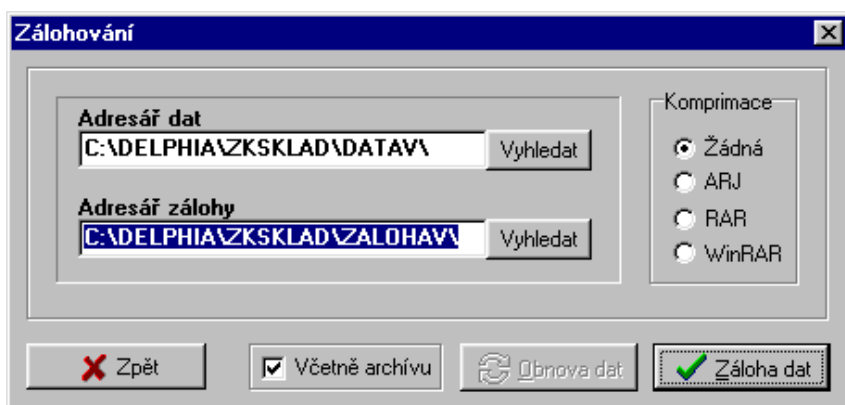 Zálohování
Adresář dat
C:\DELPHIA\ZKSKLAD\DATAV\
Vyhledat
Adresář zálohy
C:\DELPHIA\ZKSKLAD\ZALOHAV\
Vyhledat
Komprimace
Žádná
ARJ
RAR
WinRAR
Zpět
Včetně archívu
Obnova dat
Záloha dat